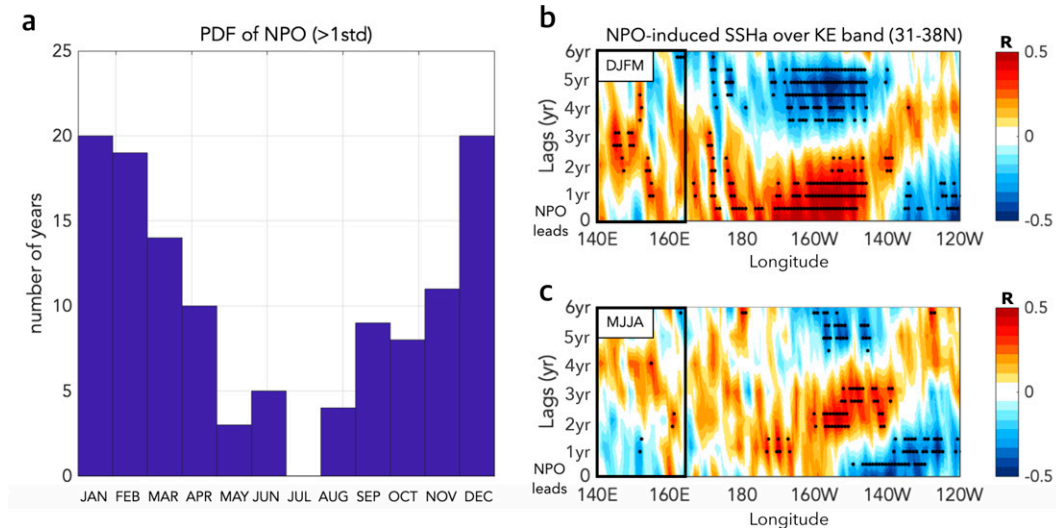 a
PDF of NPO (>1std)
number of years
25
20
15
10
5
0
JAN FEB MAR APR MAY JUN JUL AUG SEP OCT NOV DEC
b
NPO-induced SSHa over KE band (31-38N)
DJFM
Lags (yr)
6yr
5yr
4yr
3yr
2yr
1yr
0
NPO
leads
140E 160E 180 160W 140W 120W
Longitude
R
0.5
0
-0.5
c
MJJA
Lags (yr)
6yr
5yr
4yr
3yr
2yr
1yr
0
NPO
leads
140E 160E 180 160W 140W 120W
Longitude
R
0.5
0
-0.5